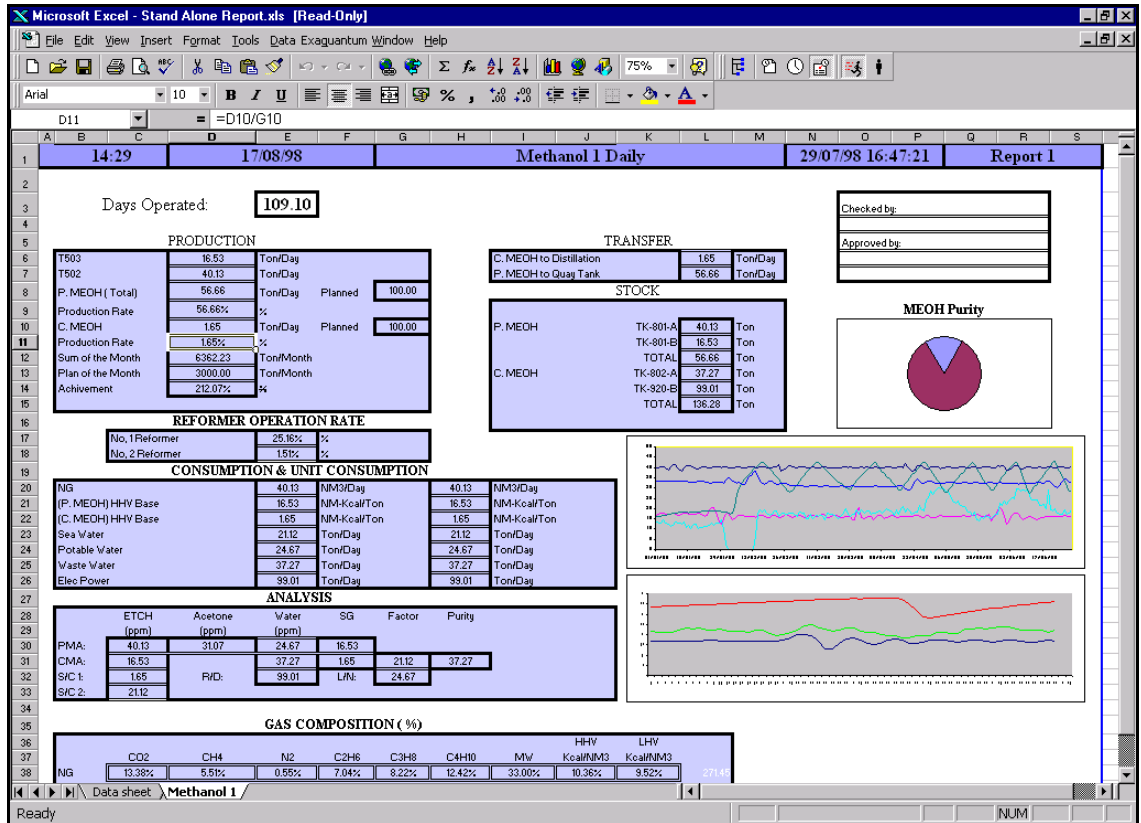 Microsoft Excel - Stand Alone Report.xls [Read-Only]
File Edit View Insert Format Tools Data Exaquantum Window Help
75%
Arial 10 B I U % ,
D11 = =D10/G10
A B C D E F G H I J K L M N O P Q R S
1 14:29 17/08/98 Methanol 1 Daily 29/07/98 16:47:21 Report 1
2
3 Days Operated: 109.10 Checked by:
4
5 PRODUCTION TRANSFER Approved by:
6 T503 16.53 Ton/Day C. MEOH to Distillation 1.65 Ton/Day
7 T502 40.13 Ton/Day P. MEOH to Quay Tank 56.66 Ton/Day
8 P. MEOH ( Total) 56.66 Ton/Day Planned 100.00 STOCK
9 Production Rate 56.66% % MEOH Purity
10 C. MEOH 1.65 Ton/Day Planned 100.00 P. MEOH TK-801-A 40.13 Ton
11 Production Rate 1.65% % TK-801-B 16.53 Ton
12 Sum of the Month 6362.23 Ton/Month TOTAL 56.66 Ton
13 Plan of the Month 3000.00 Ton/Month C. MEOH TK-802-A 37.27 Ton
14 Achivement 212.07% % TK-920-B 99.01 Ton
15 TOTAL 136.28 Ton
16 REFORMER OPERATION RATE
17 No, 1 Reformer 25.16% %
18 No, 2 Reformer 1.51% %
19 CONSUMPTION & UNIT CONSUMPTION
20 NG 40.13 NM3/Day 40.13 NM3/Day
21 (P. MEOH) HHV Base 16.53 NM-Kcal/Ton 16.53 NM-Kcal/Ton
22 (C. MEOH) HHV Base 1.65 NM-Kcal/Ton 1.65 NM-Kcal/Ton
23 Sea Water 21.12 Ton/Day 21.12 Ton/Day
24 Potable Water 24.67 Ton/Day 24.67 Ton/Day
25 Waste Water 37.27 Ton/Day 37.27 Ton/Day
26 Elec Power 99.01 Ton/Day 99.01 Ton/Day
27 ANALYSIS
28 ETCH Acetone Water SG Factor Purity
29 (ppm) (ppm) (ppm)
30 PMA: 40.13 31.07 24.67 16.53
31 CMA: 16.53 37.27 1.65 21.12 37.27
32 S/C 1: 1.65 R/D: 99.01 L/N: 24.67
33 S/C 2: 21.12
34
35 GAS COMPOSITION ( %)
36 HHV LHV
37 CO2 CH4 N2 C2H6 C3H8 C4H10 MW Kcal/NM3 Kcal/NM3
38 NG 13.38% 5.51% 0.55% 7.04% 8.22% 12.42% 33.00% 10.36% 9.52% 271.45
Data sheet Methanol 1
Ready NUM